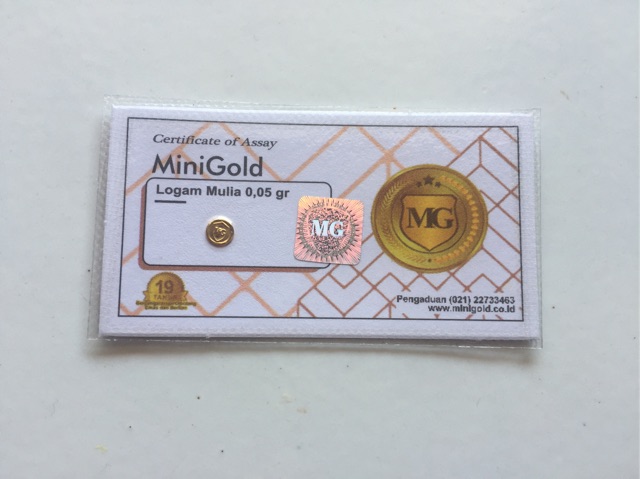 Certificate of Assay
MiniGold
Logam Mulia 0,05 gr
MG
MG
19
TAHUN
Pengaduan (021) 22733463
www.minigold.co.id